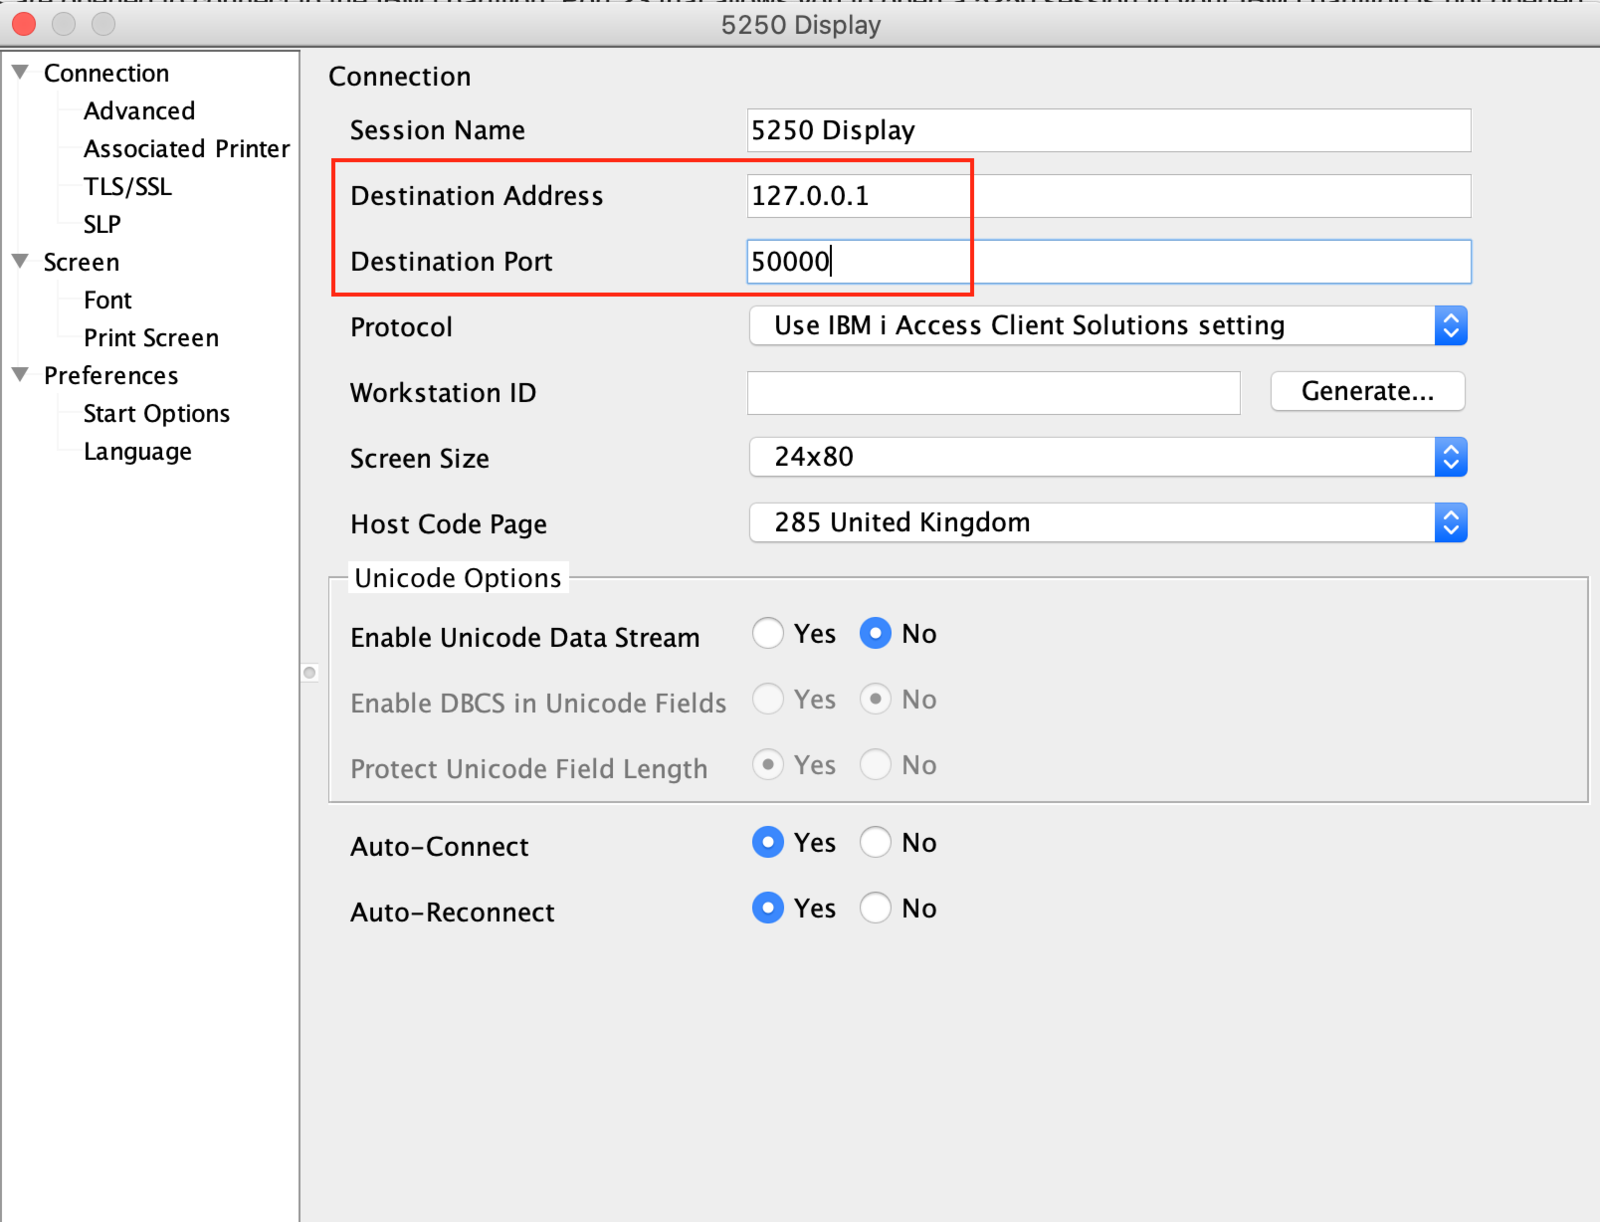 5250 Display
Connection
Advanced
Associated Printer
TLS/SSL
SLP
Screen
Font
Print Screen
Preferences
Start Options
Language
Connection
Session Name 5250 Display
Destination Address 127.0.0.1
Destination Port 50000
Protocol Use IBM i Access Client Solutions setting
Workstation ID Generate...
Screen Size 24x80
Host Code Page 285 United Kingdom
Unicode Options
Enable Unicode Data Stream Yes No
Enable DBCS in Unicode Fields Yes No
Protect Unicode Field Length Yes No
Auto-Connect Yes No
Auto-Reconnect Yes No